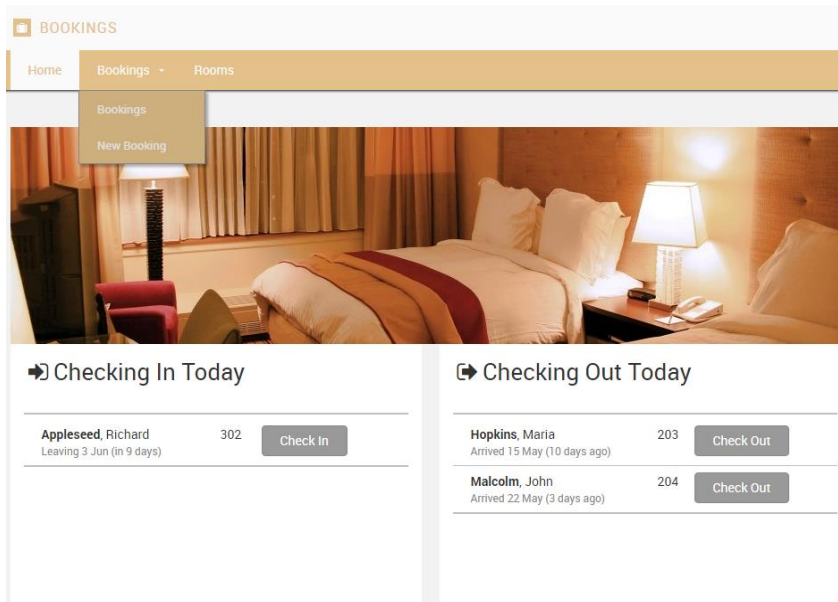 BOOKINGS
Home Bookings Rooms
Bookings
New Booking
Checking In Today
Appleseed, Richard 302 Check In
Leaving 3 Jun (in 9 days)
Checking Out Today
Hopkins, Maria 203 Check Out
Arrived 15 May (10 days ago)
Malcolm, John 204 Check Out
Arrived 22 May (3 days ago)